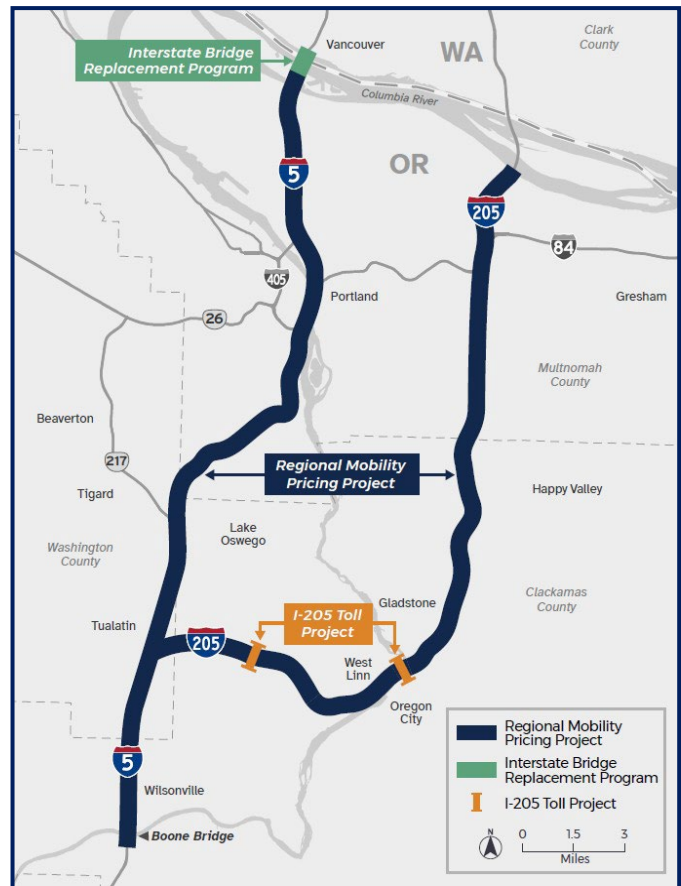 Interstate Bridge
Replacement Program
Vancouver
WA
Clark
County
Columbia River
OR
5
205
84
405
Portland
Gresham
26
Multnomah
County
Beaverton
217
Regional Mobility
Pricing Project
Tigard
Happy Valley
Lake
Oswego
Washington
County
Clackamas
County
Gladstone
I-205 Toll
Project
Tualatin
205
West
Linn
Oregon
City
5
Wilsonville
Boone Bridge
Regional Mobility
Pricing Project
Interstate Bridge
Replacement Program
I-205 Toll Project
N
0 1.5 3
Miles